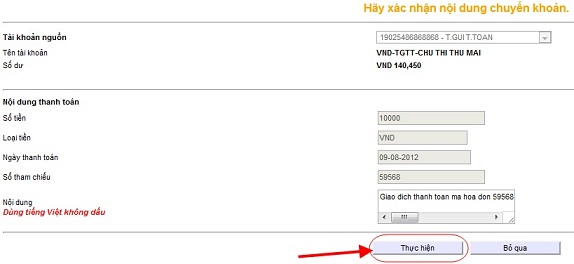 Hãy xác nhận nội dung chuyển khoản.
Tài khoản nguồn 19025486868868 - T.GUI T.TOAN
Tên tài khoản VND-TGTT-CHU THI THU MAI
Số dư VND 140,450
Nội dung thanh toán
Số tiền 10000
Loại tiền VND
Ngày thanh toán 09-08-2012
Số tham chiếu 59568
Nội dung Giao dich thanh toan ma hoa don 59568
Dùng tiếng Việt không dấu
Thực hiện Bỏ qua